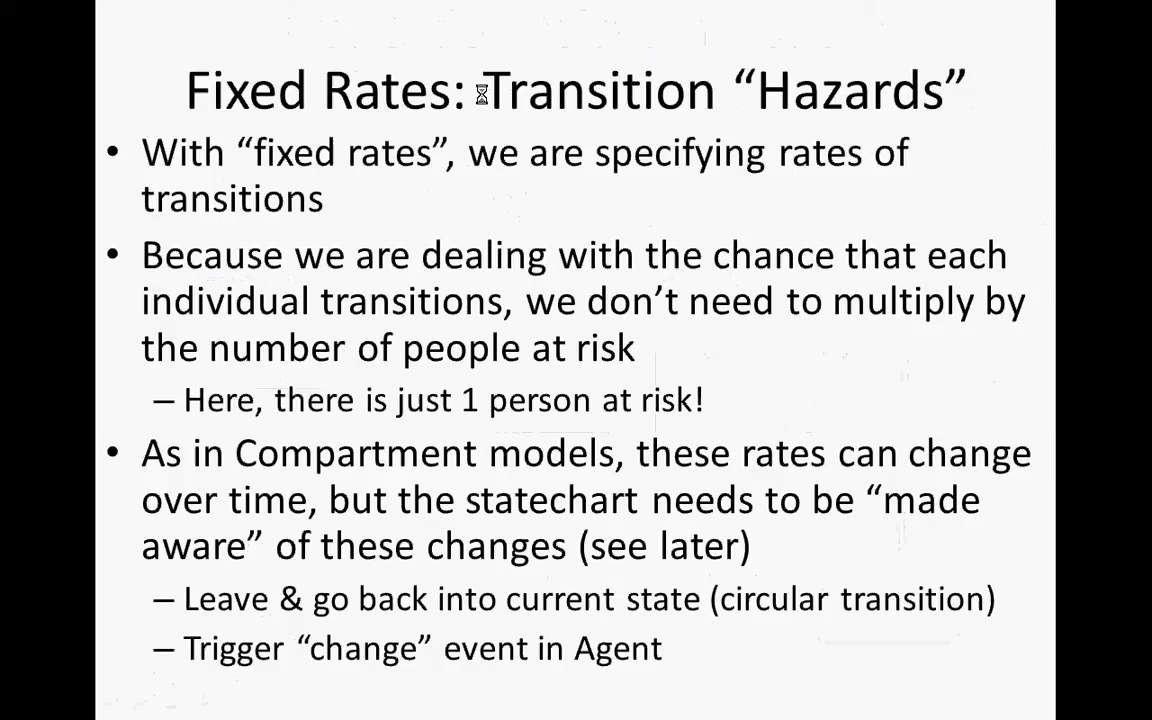 Fixed Rates: Transition “Hazards”
• With “fixed rates”, we are specifying rates of
transitions
• Because we are dealing with the chance that each
individual transitions, we don’t need to multiply by
the number of people at risk
– Here, there is just 1 person at risk!
• As in Compartment models, these rates can change
over time, but the statechart needs to be “made
aware” of these changes (see later)
– Leave & go back into current state (circular transition)
– Trigger “change” event in Agent